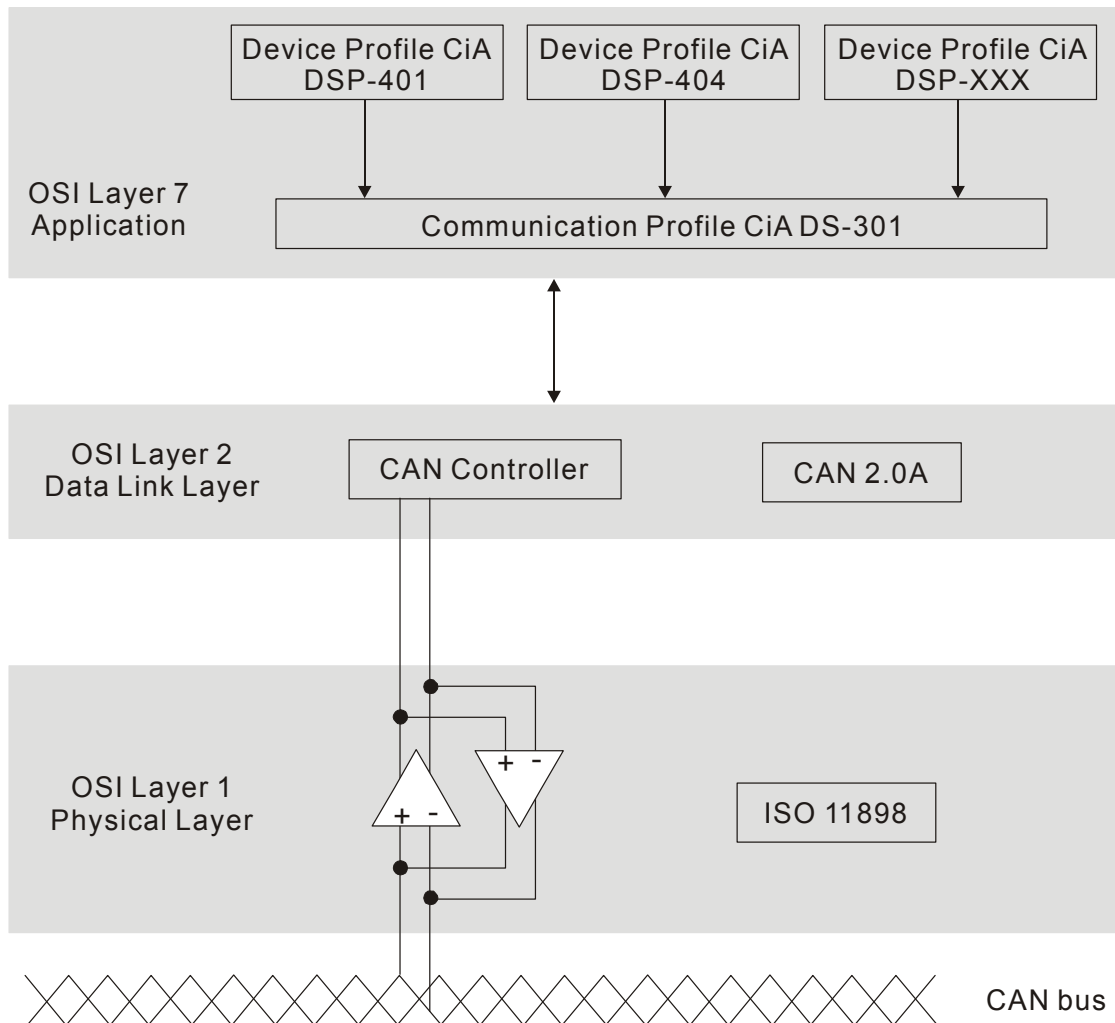 Device Profile CiA
DSP-401
Device Profile CiA
DSP-404
Device Profile CiA
DSP-XXX
OSI Layer 7
Application
Communication Profile CiA DS-301
OSI Layer 2
Data Link Layer
CAN Controller
CAN 2.0A
OSI Layer 1
Physical Layer
+ -
+ -
ISO 11898
CAN bus